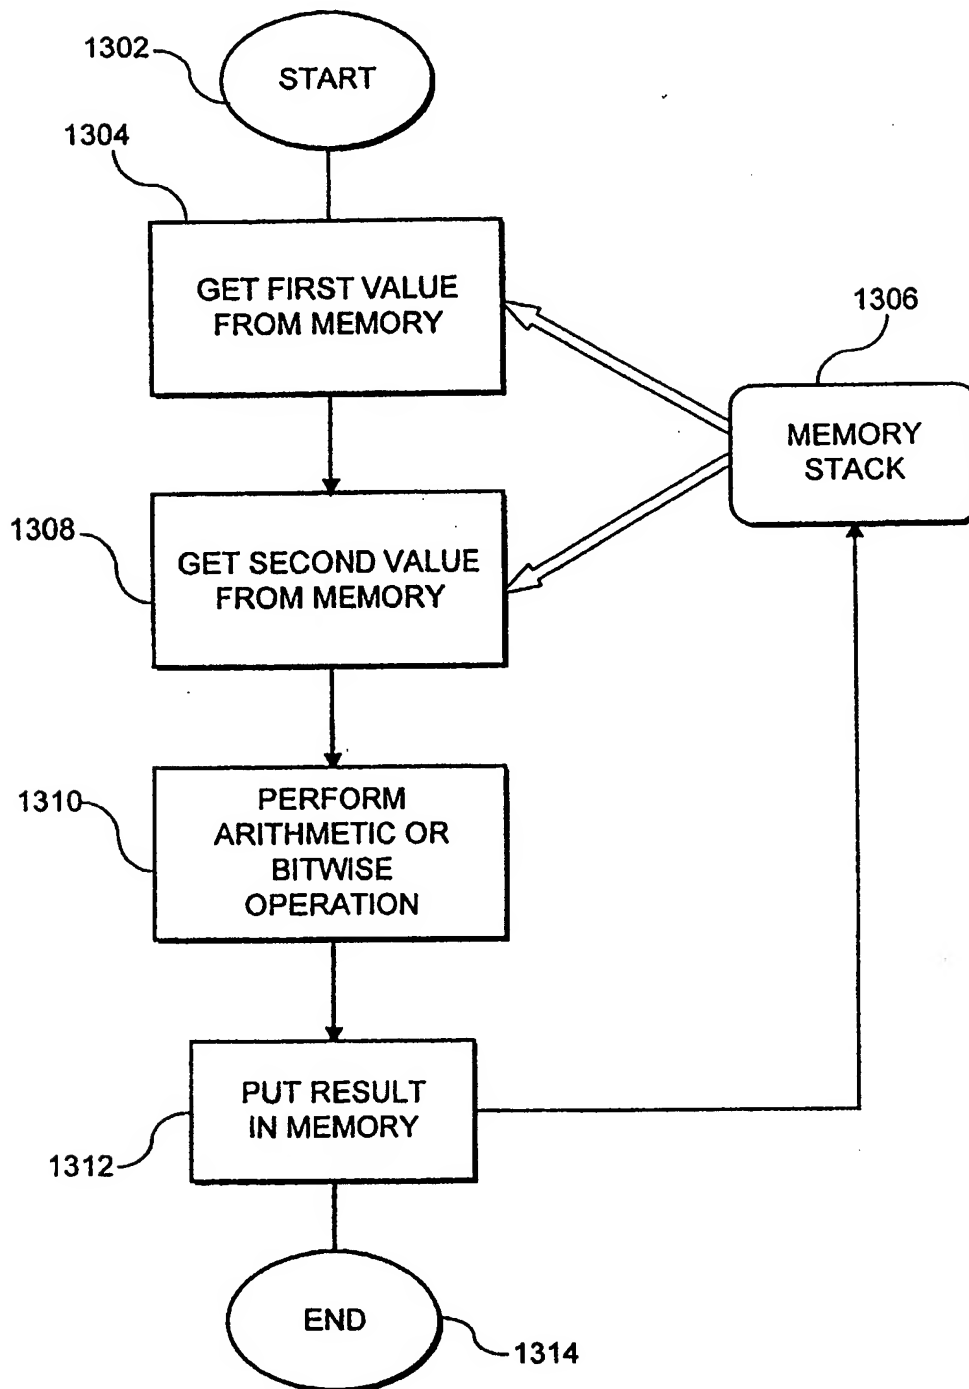 1302
START
1304
GET FIRST VALUE
FROM MEMORY
1306
MEMORY
STACK
1308
GET SECOND VALUE
FROM MEMORY
1310
PERFORM
ARITHMETIC OR
BITWISE
OPERATION
PUT RESULT
IN MEMORY
1312
END
1314